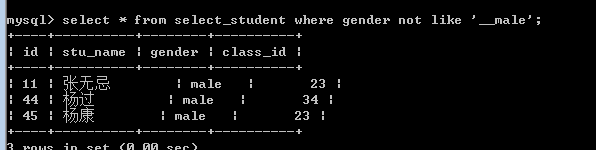 mysql> select * from select_student where gender not like '__male';
+----+----------+--------+----------+
| id | stu_name | gender | class_id |
+----+----------+--------+----------+
| 11 | 张无忌 | male | 23 |
| 44 | 杨过 | male | 34 |
| 45 | 杨康 | male | 23 |
+----+----------+--------+----------+
3 rows in set (0.00 sec)